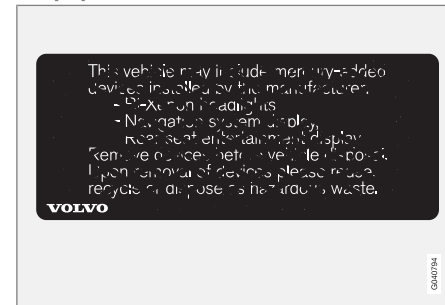 This vehicle may include mercury-added
devices installed by the manufacturer:
- Bi-Xenon headlights
- Navigation system display
- Rear seat entertainment display
Remove devices before vehicle disposal.
Upon removal of devices please reuse,
recycle or dispose as hazardous waste.
VOLVO
G040794